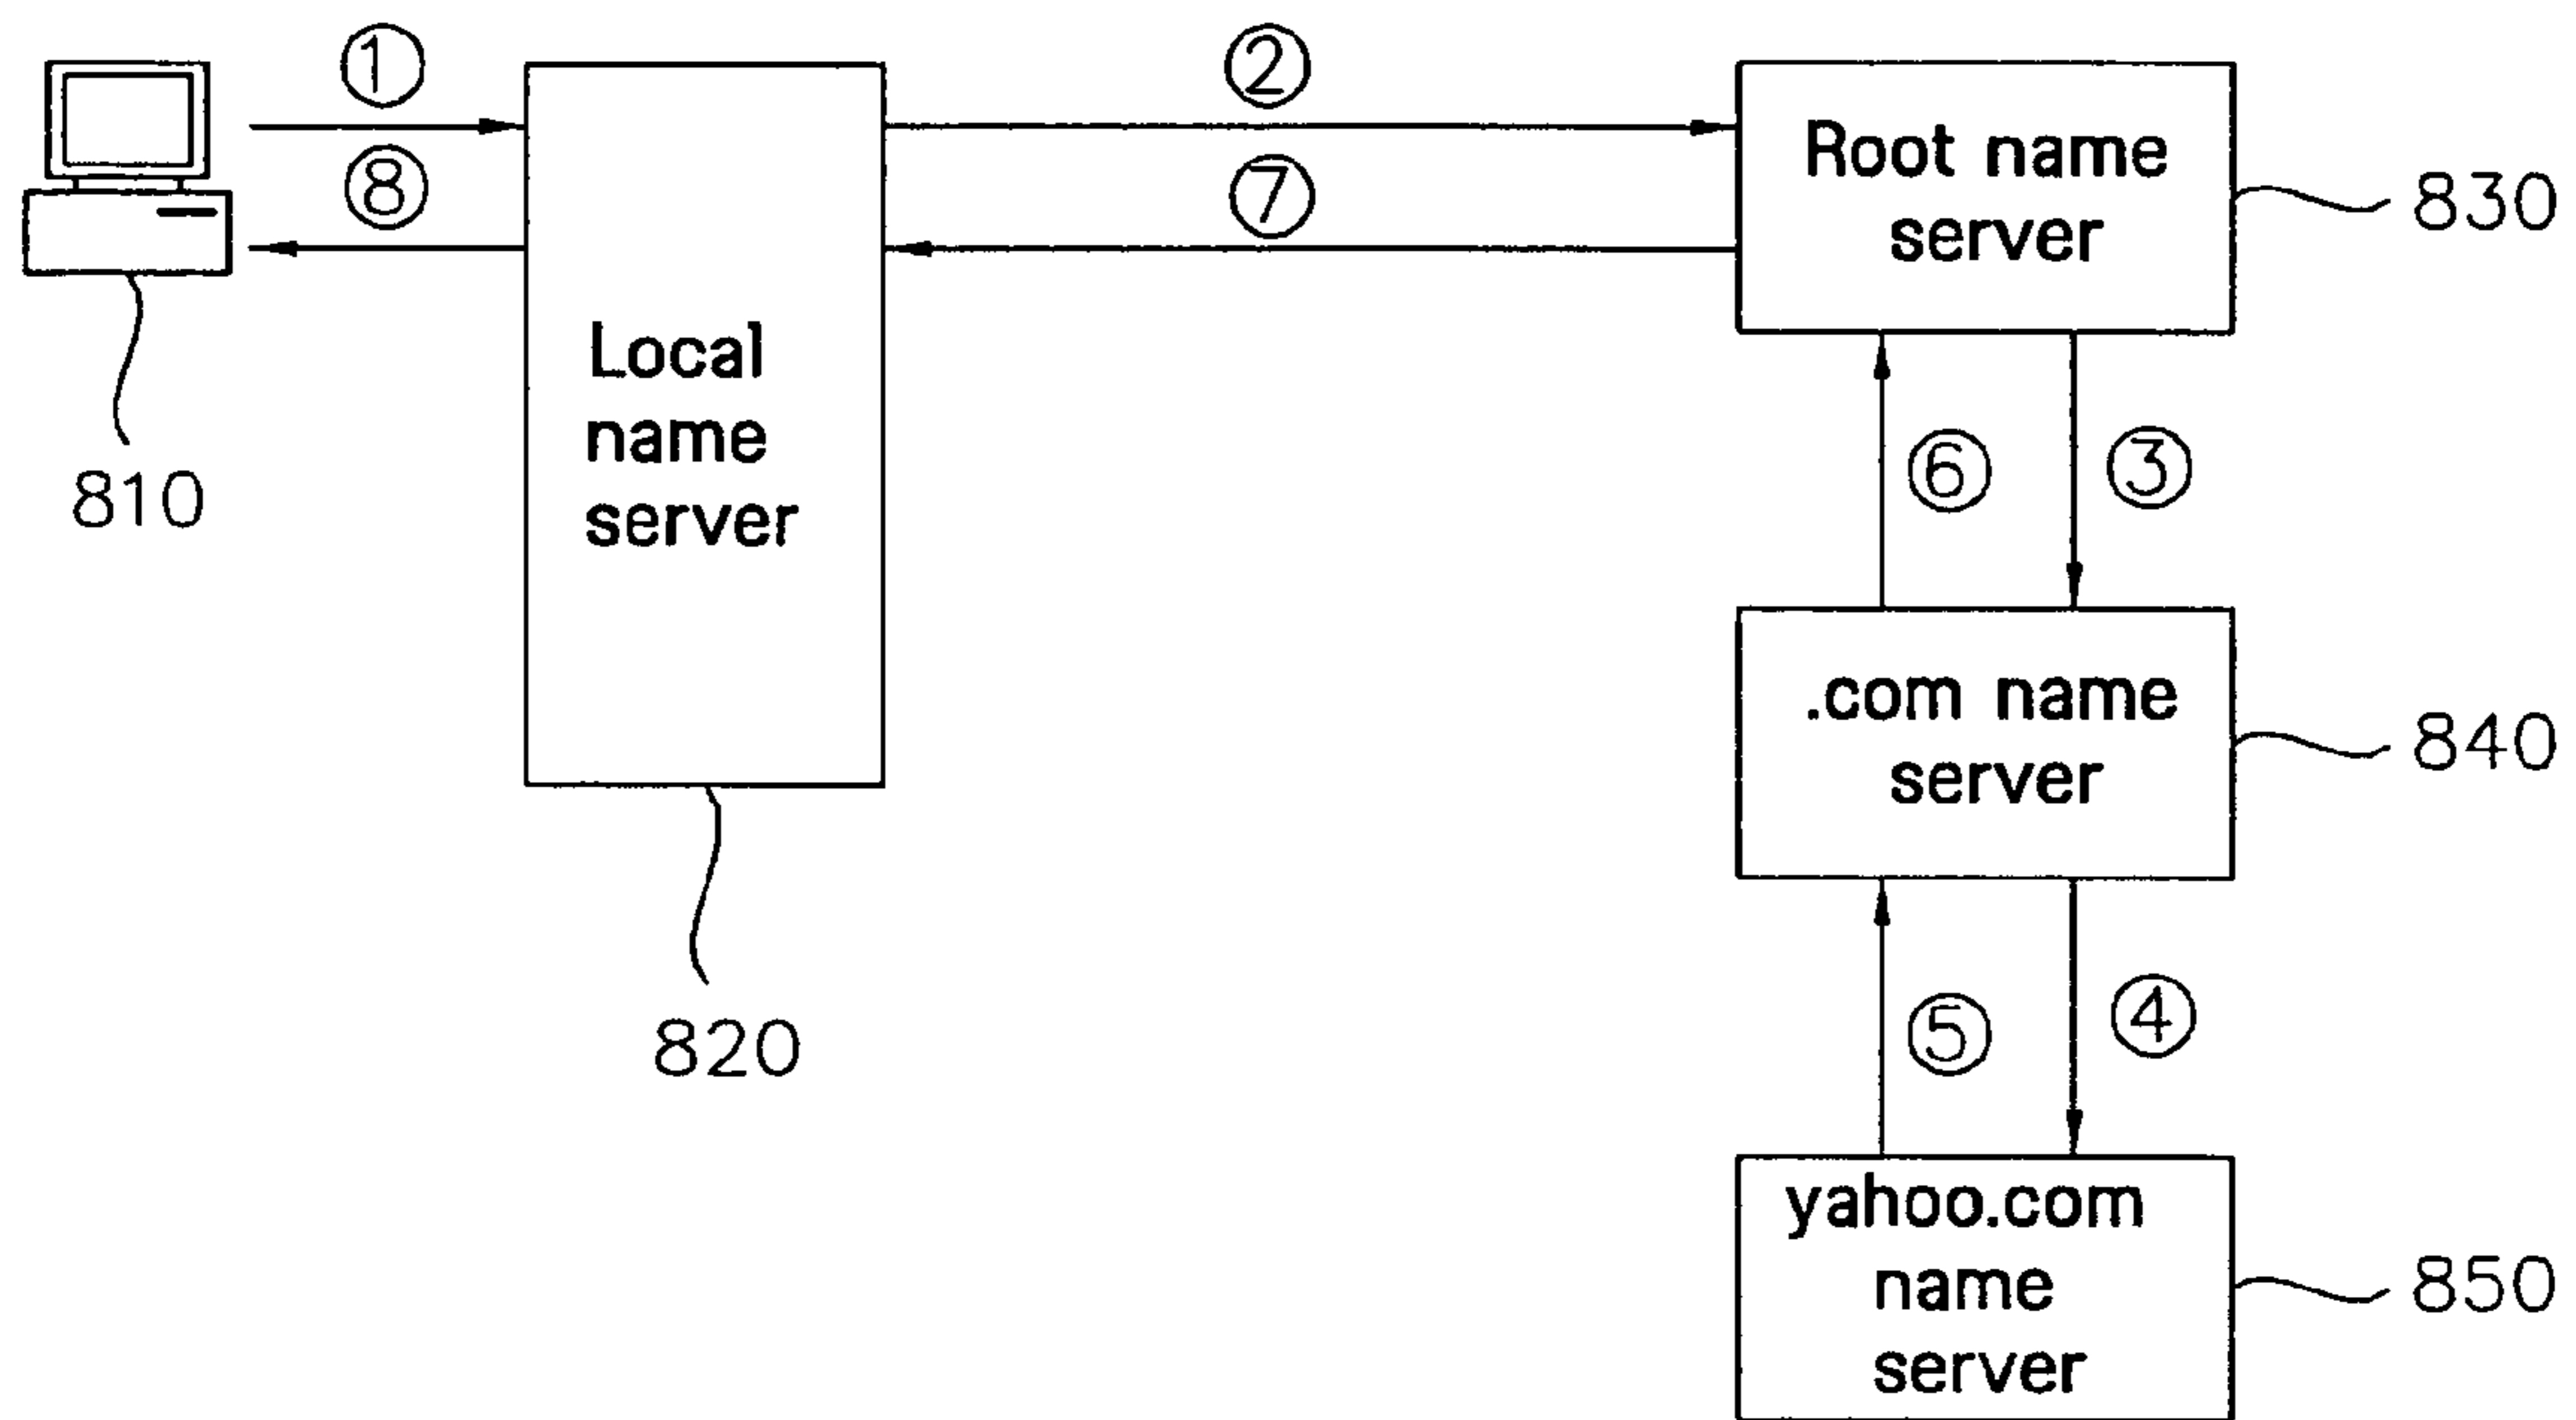 ①
②
⑧
⑦
Root name
server
830
Local
name
server
810
⑥
③
.com name
server
840
820
⑤
④
yahoo.com
name
server
850